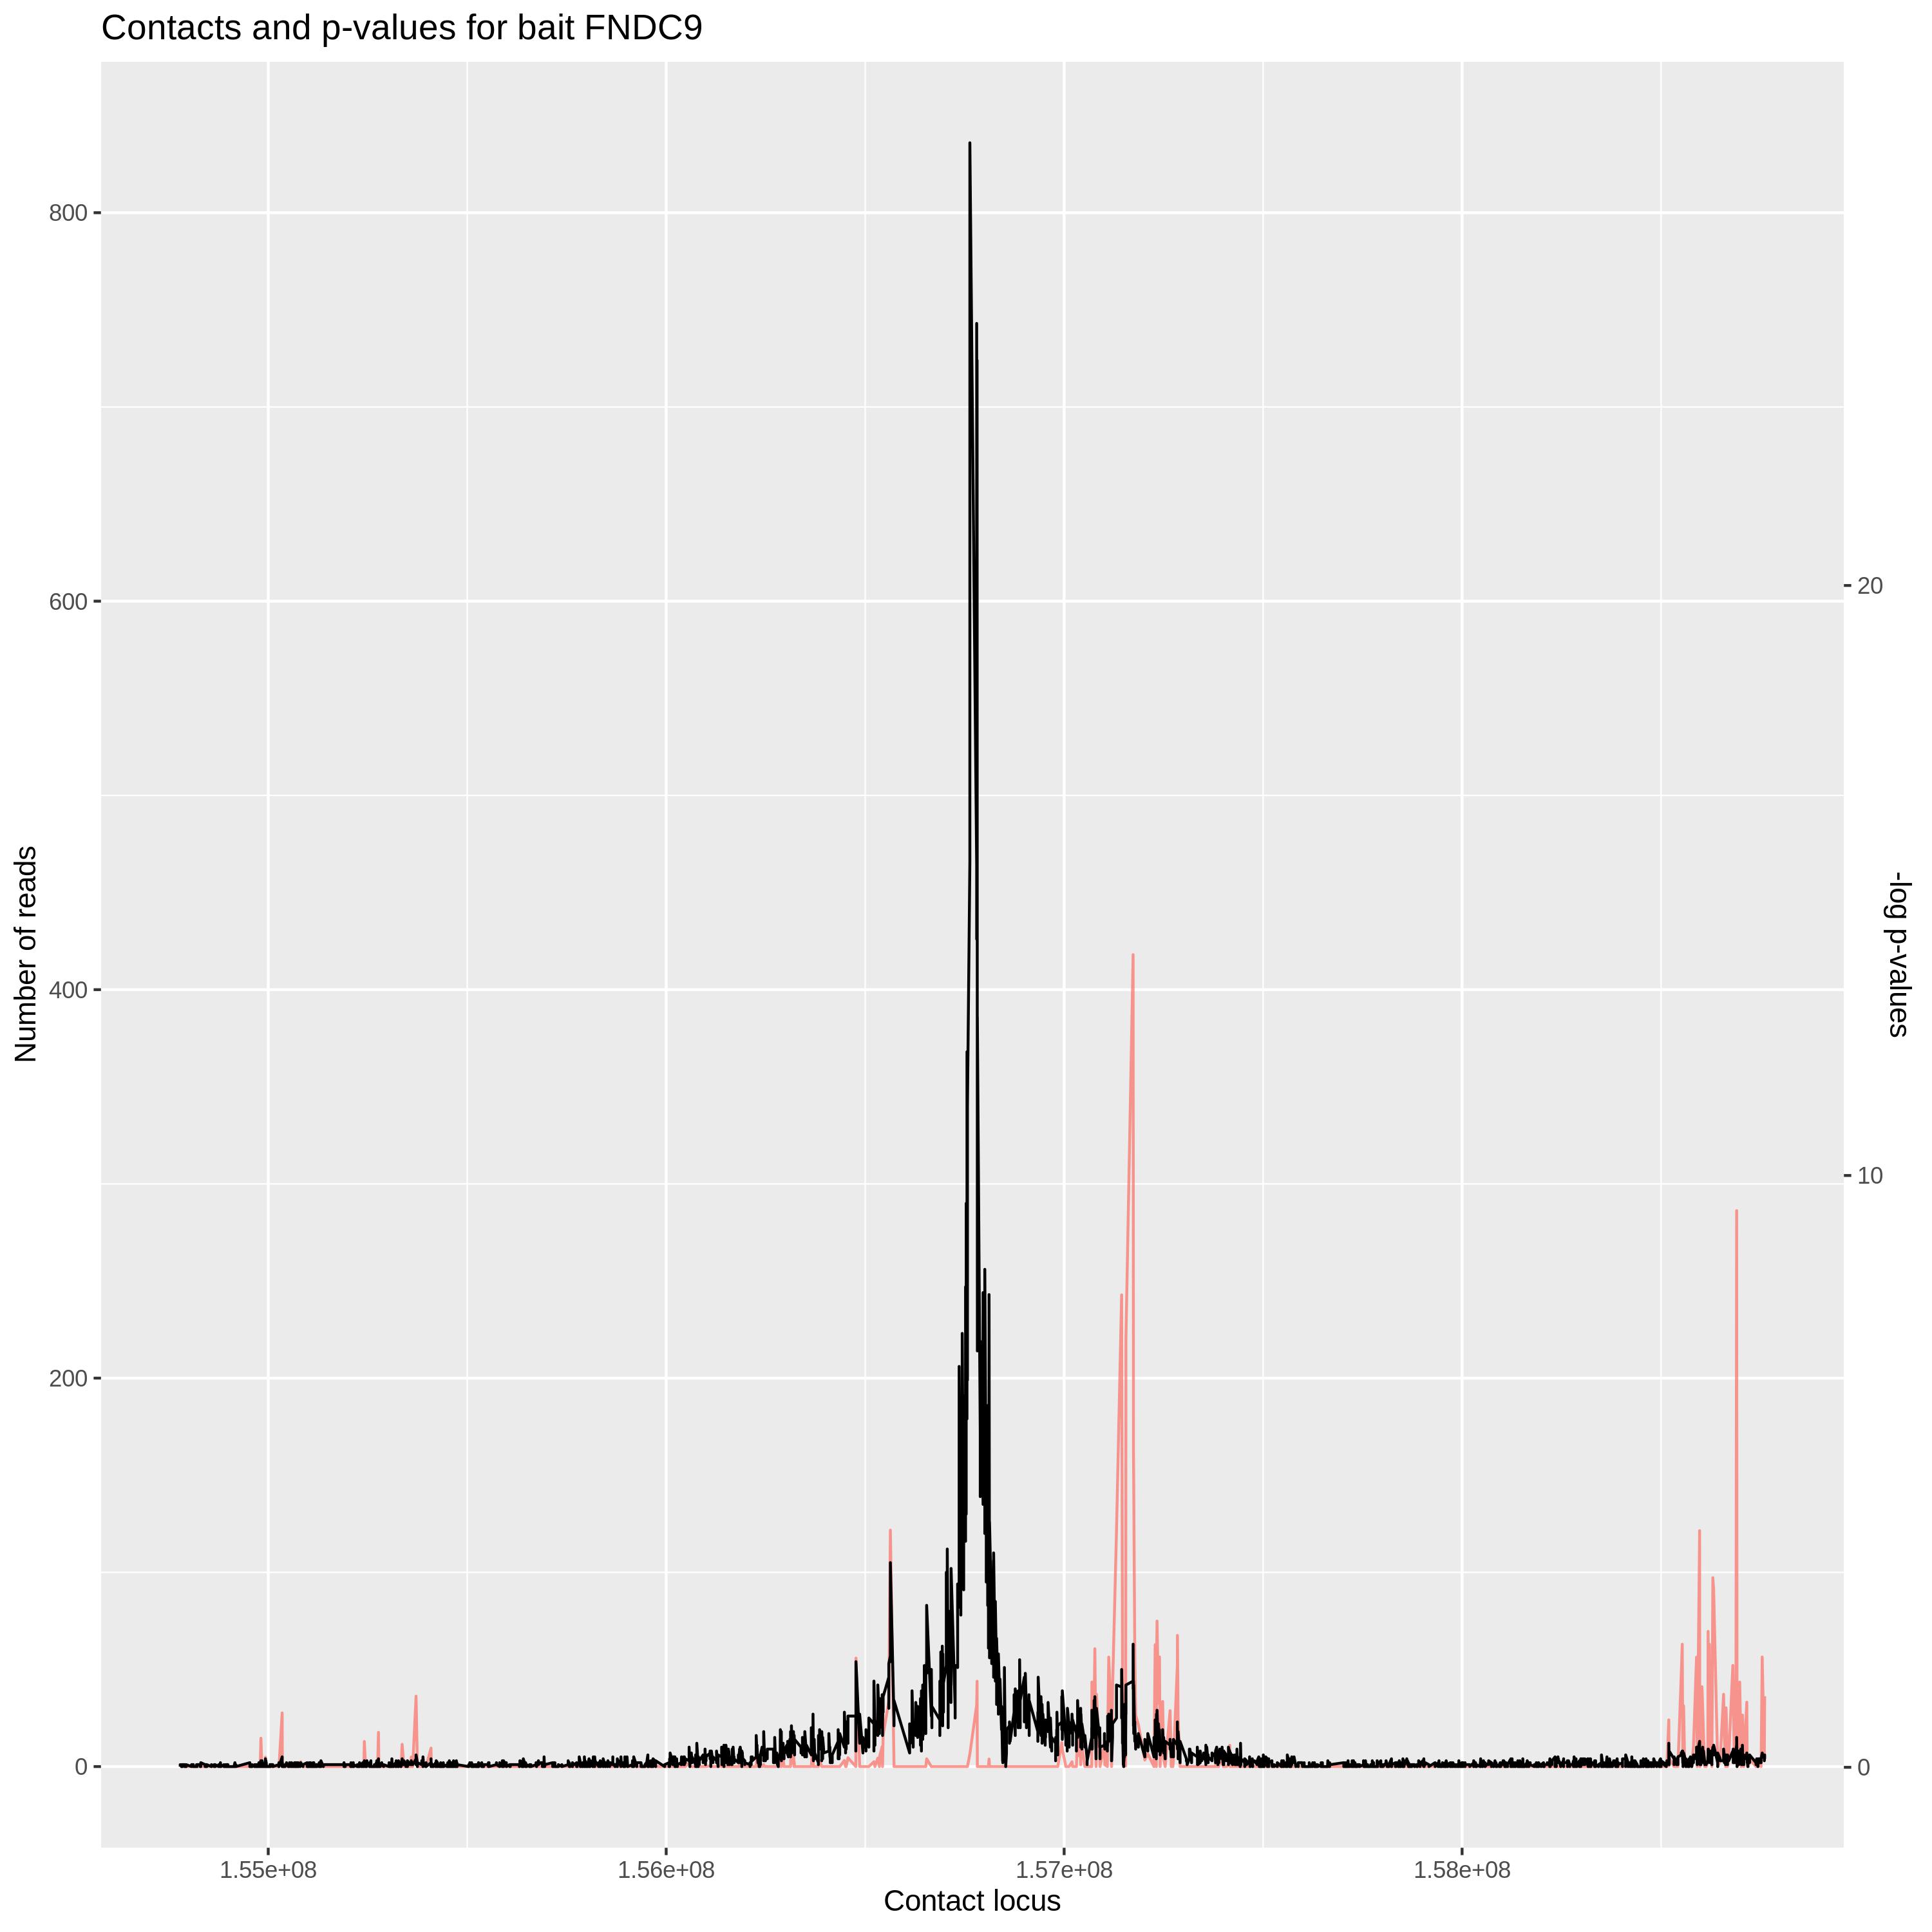 Contacts and p-values for bait FNDC9
800
600
400
200
0
Number of reads
20
10
0
-log p-values
1.55e+08
1.56e+08
1.57e+08
1.58e+08
Contact locus